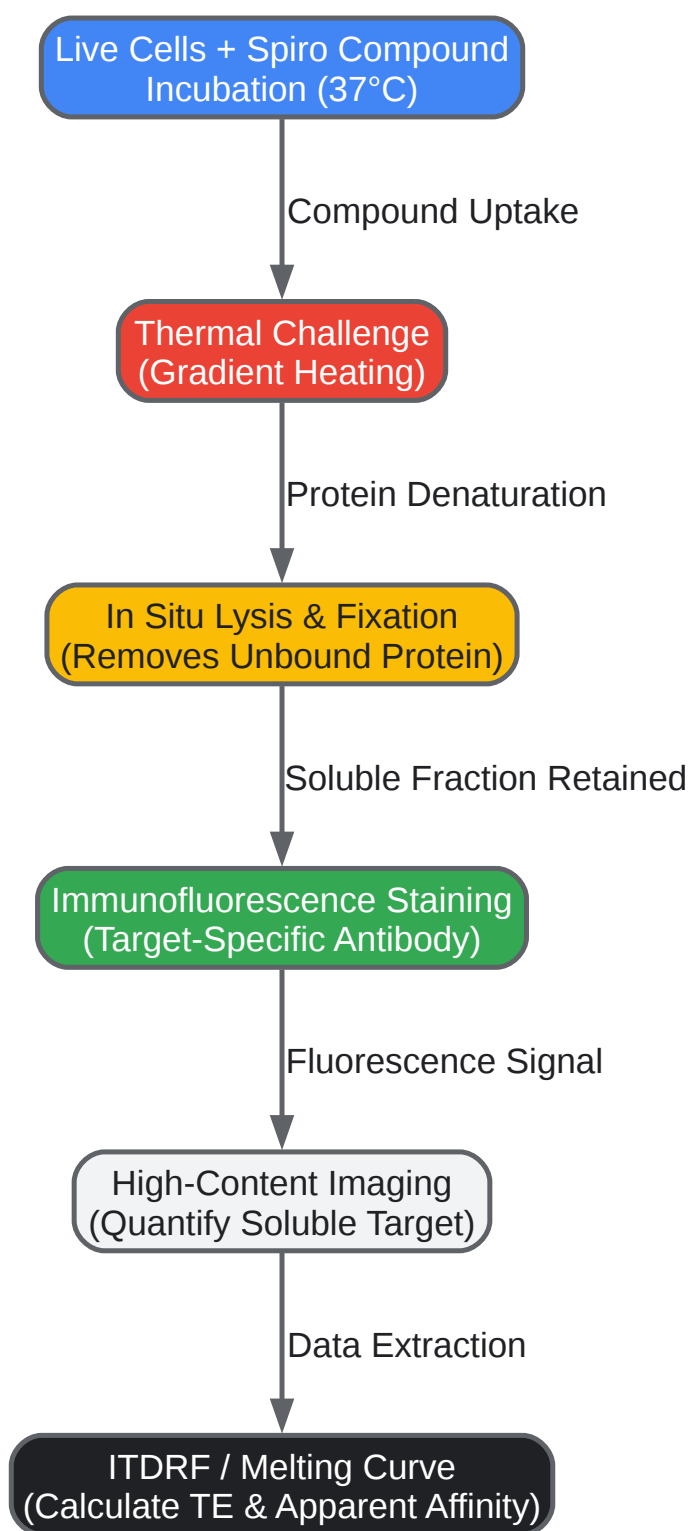 Live Cells + Spiro Compound
Incubation (37°C)
Compound Uptake
Thermal Challenge
(Gradient Heating)
Protein Denaturation
In Situ Lysis & Fixation
(Removes Unbound Protein)
Soluble Fraction Retained
Immunofluorescence Staining
(Target-Specific Antibody)
Fluorescence Signal
High-Content Imaging
(Quantify Soluble Target)
Data Extraction
ITDRF / Melting Curve
(Calculate TE & Apparent Affinity)